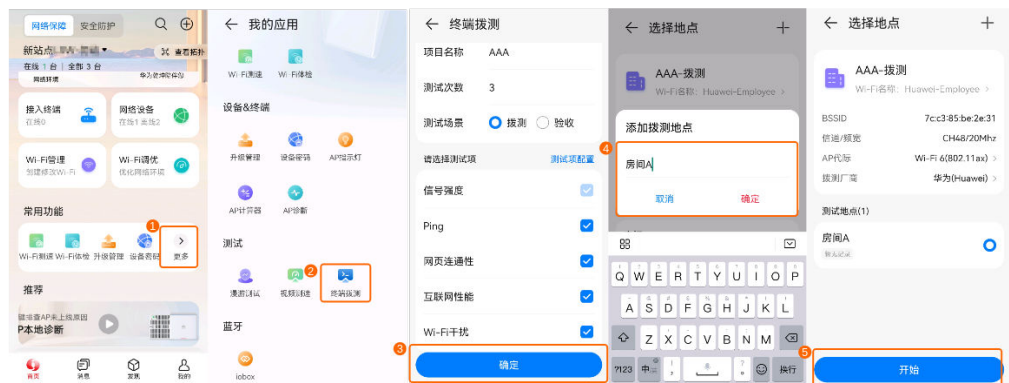 网络保障 安全防护
新站点
查看拓扑
在线 1 台 | 全部 3 台
网络环境
接入终端
在线0
网络设备
在线1 离线2
Wi-Fi管理
创建修改Wi-Fi
Wi-Fi调优
优化网络环境
常用功能
1
Wi-Fi测速 Wi-Fi体检 升级管理 设备密码 更多
推荐
P本地诊断
首页 消息 发现 我的
我的应用
Wi-Fi测速 Wi-Fi体检
设备&终端
升级管理 设备密码 AP指示灯
AP计算器 AP诊断
测试
2
漫游测试 视频测速 终端拨测
蓝牙
iobox
终端拨测
项目名称 AAA
测试次数 3
测试场景 拨测 验收
请选择测试项 测试项配置
信号强度
Ping
网页连通性
互联网性能
Wi-Fi干扰
3
确定
选择地点
AAA-拨测
Wi-Fi名称: Huawei-Employee >
添加拨测地点
4
房间A
取消 确定
Q W E R T Y U I O P
A S D F G H J K L
Z X C V B N M
?123 中 换行
选择地点
AAA-拨测
Wi-Fi名称: Huawei-Employee >
BSSID 7c:c3:85:be:2e:31
信道/频宽 CH48/20Mhz
AP代际 Wi-Fi 6(802.11ax) >
拨测厂商 华为(Huawei) >
测试地点(1)
房间A
暂无记录
5
开始